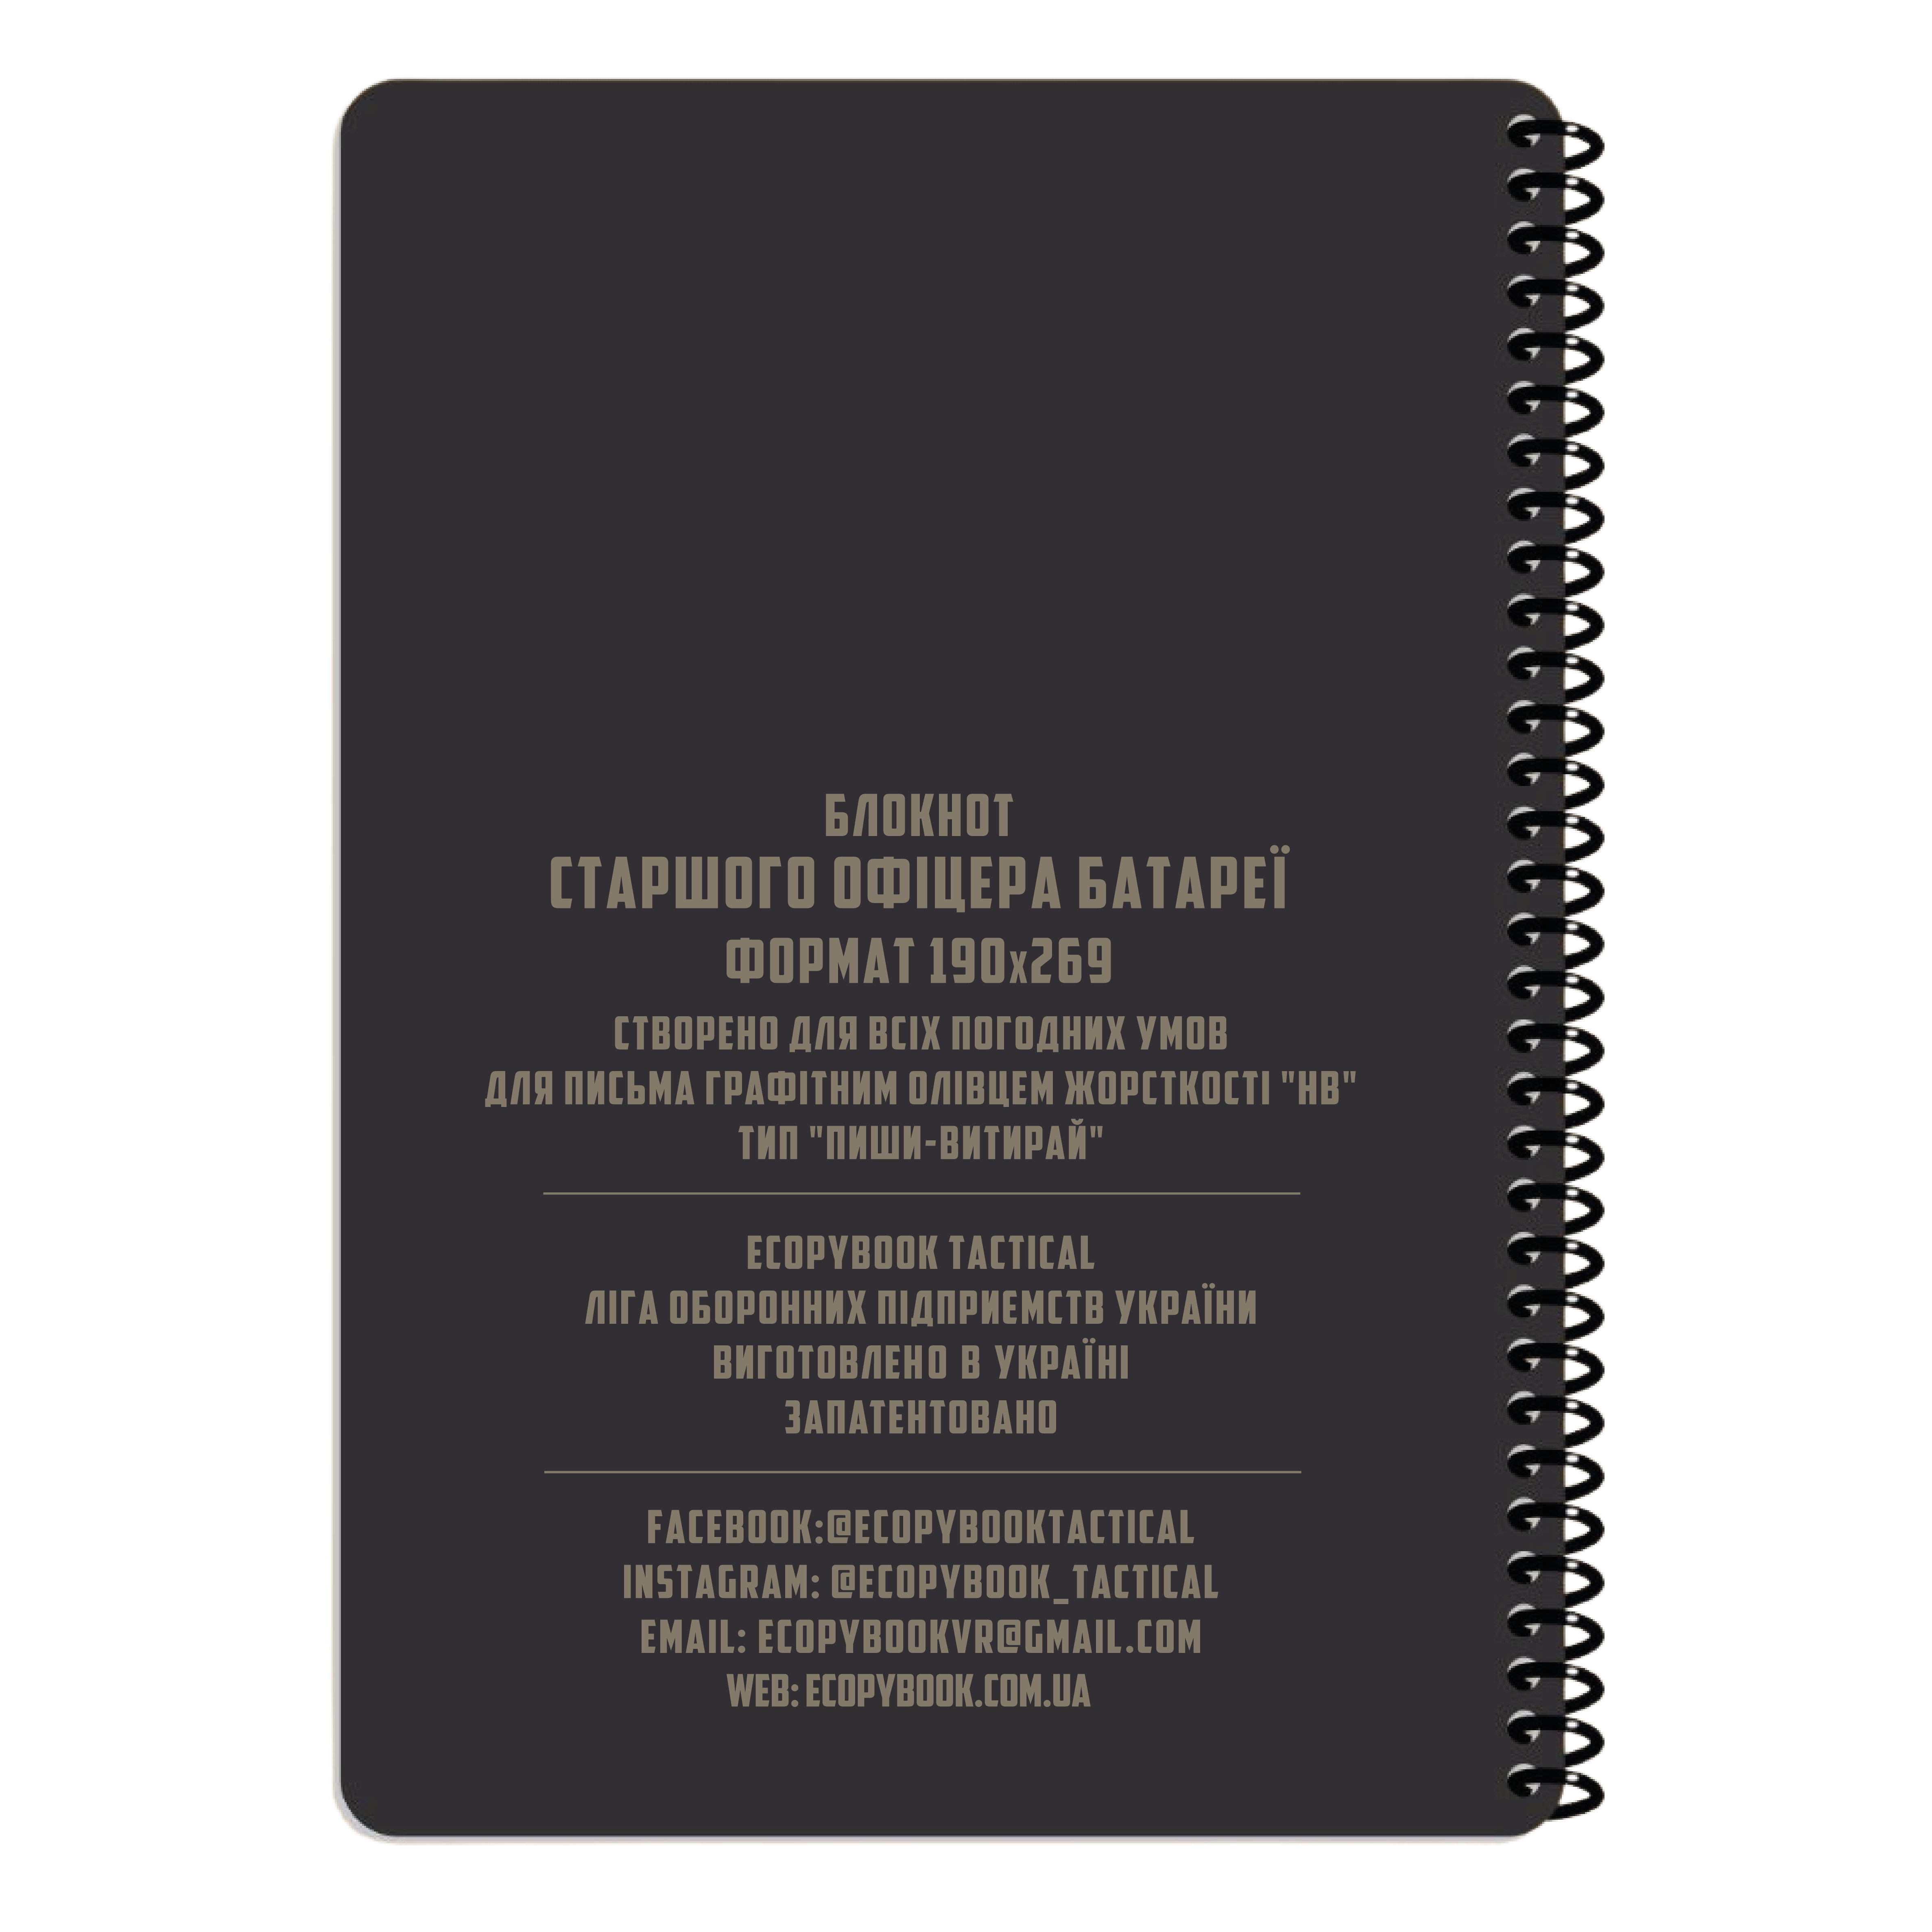 БЛОКНОТ
СТАРШОГО ОФІЦЕРА БАТАРЕЇ
ФОРМАТ 190x269
СТВОРЕНО ДЛЯ ВСІХ ПОГОДНИХ УМОВ
ДЛЯ ПИСЬМА ГРАФІТНИМ ОЛІВЦЕМ ЖОРСТКОСТІ "HB"
ТИП "ПИШИ-ВИТИРАЙ"
ECOPYBOOK TACTICAL
ЛІГА ОБОРОННИХ ПІДПРИЕМСТВ УКРАЇНИ
ВИГОТОВЛЕНО В УКРАЇНІ
ЗАПАТЕНТОВАНО
FACEBOOK:@ECOPYBOOKTACTICAL
INSTAGRAM: @ECOPYBOOK_TACTICAL
EMAIL: ECOPYBOOKVR@GMAIL.COM
WEB: ECOPYBOOK.COM.UA